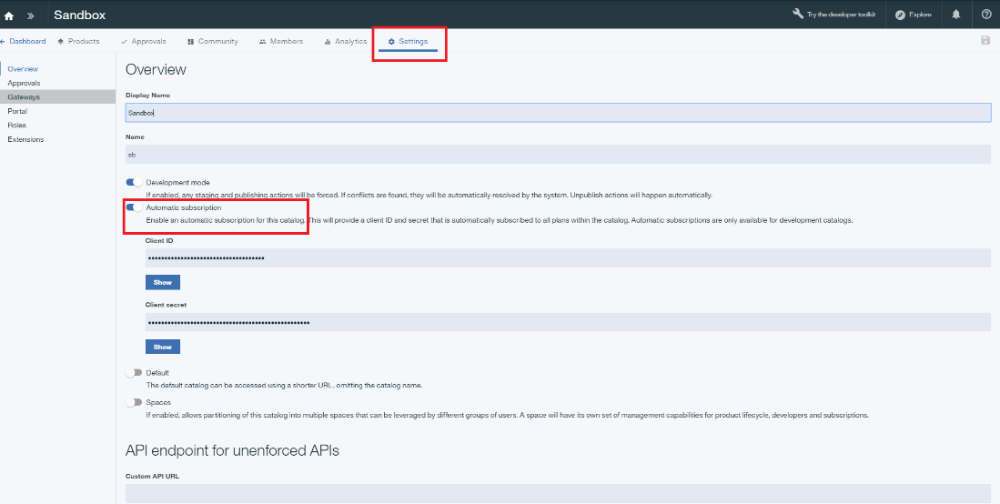 Sandbox
Try the developer toolkit
Explore
Dashboard
Products
Approvals
Community
Members
Analytics
Settings
Overview
Approvals
Gateways
Portal
Roles
Extensions
Overview
Display Name
Sandbox
Name
sb
Development mode
If enabled, any staging and publishing actions will be forced. If conflicts are found, they will be automatically resolved by the system. Unpublish actions will happen automatically.
Automatic subscription
Enable an automatic subscription for this catalog. This will provide a client ID and secret that is automatically subscribed to all plans within the catalog. Automatic subscriptions are only available for development catalogs.
Client ID
Show
Client secret
Show
Default
The default catalog can be accessed using a shorter URL, omitting the catalog name.
Spaces
If enabled, allows partitioning of this catalog into multiple spaces that can be leveraged by different groups of users. A space will have its own set of management capabilities for product lifecycle, developers and subscriptions.
API endpoint for unenforced APIs
Custom API URL